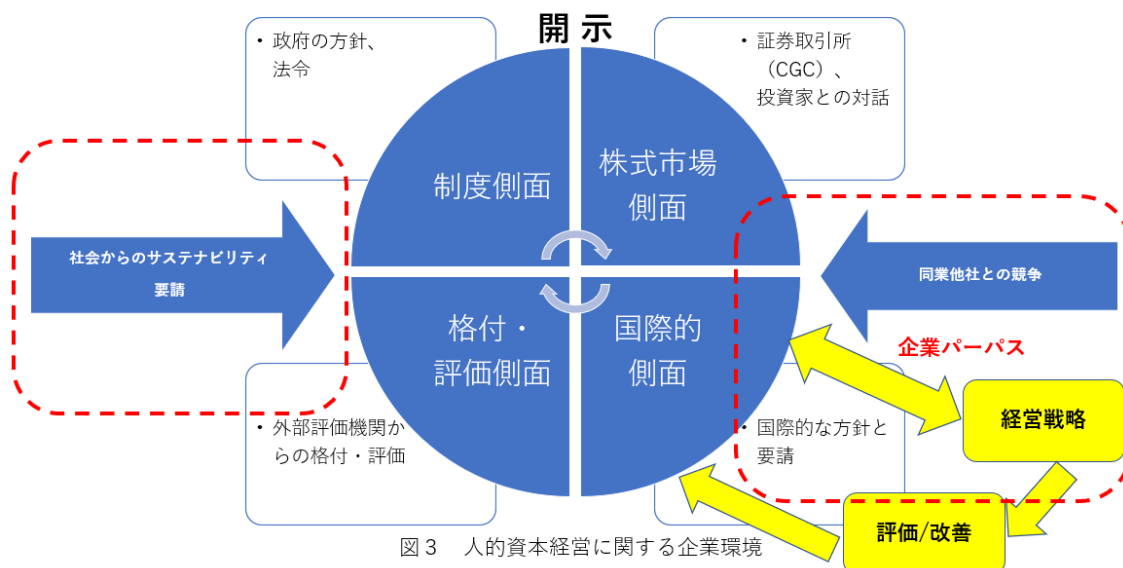 開 示
・政府の方針、
法令
・証券取引所
（CGC）、
投資家との対話
制度側面
株式市場
側面
社会からのサステナビリティ
要請
同業他社との競争
格付・
評価側面
国際的
側面
企業パーパス
経営戦略
・外部評価機関か
らの格付・評価
・国際的な方針と
要請
評価/改善
図３　人的資本経営に関する企業環境